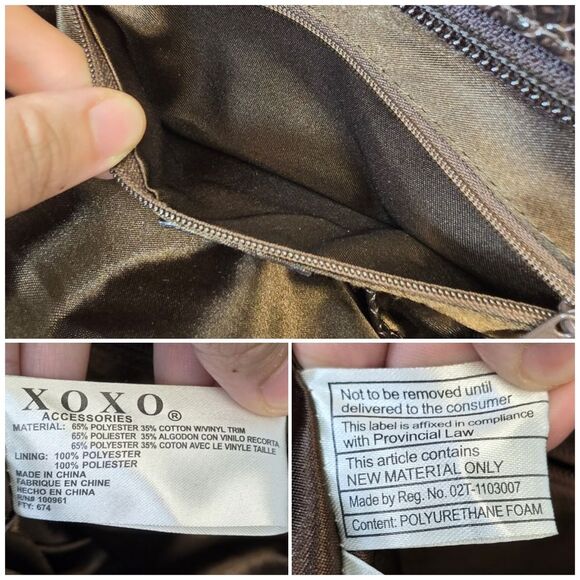 XOXO®
ACCESSORIES
MATERIAL: 65% POLYESTER 35% COTTON W/VINYL TRIM
65% POLIESTER 35% ALGODON CON VINILO RECORTA
65% POLYESTER 35% COTON AVEC LE VINYLE TAILLE
LINING: 100% POLYESTER
100% POLIESTER
MADE IN CHINA
FABRIQUE EN CHINE
HECHO EN CHINA
R/N# 100961
FTY: 674
Not to be removed until
delivered to the consumer
This label is affixed in compliance
with Provincial Law
This article contains
NEW MATERIAL ONLY
Made by Reg. No. 02T-1103007
Content: POLYURETHANE FOAM